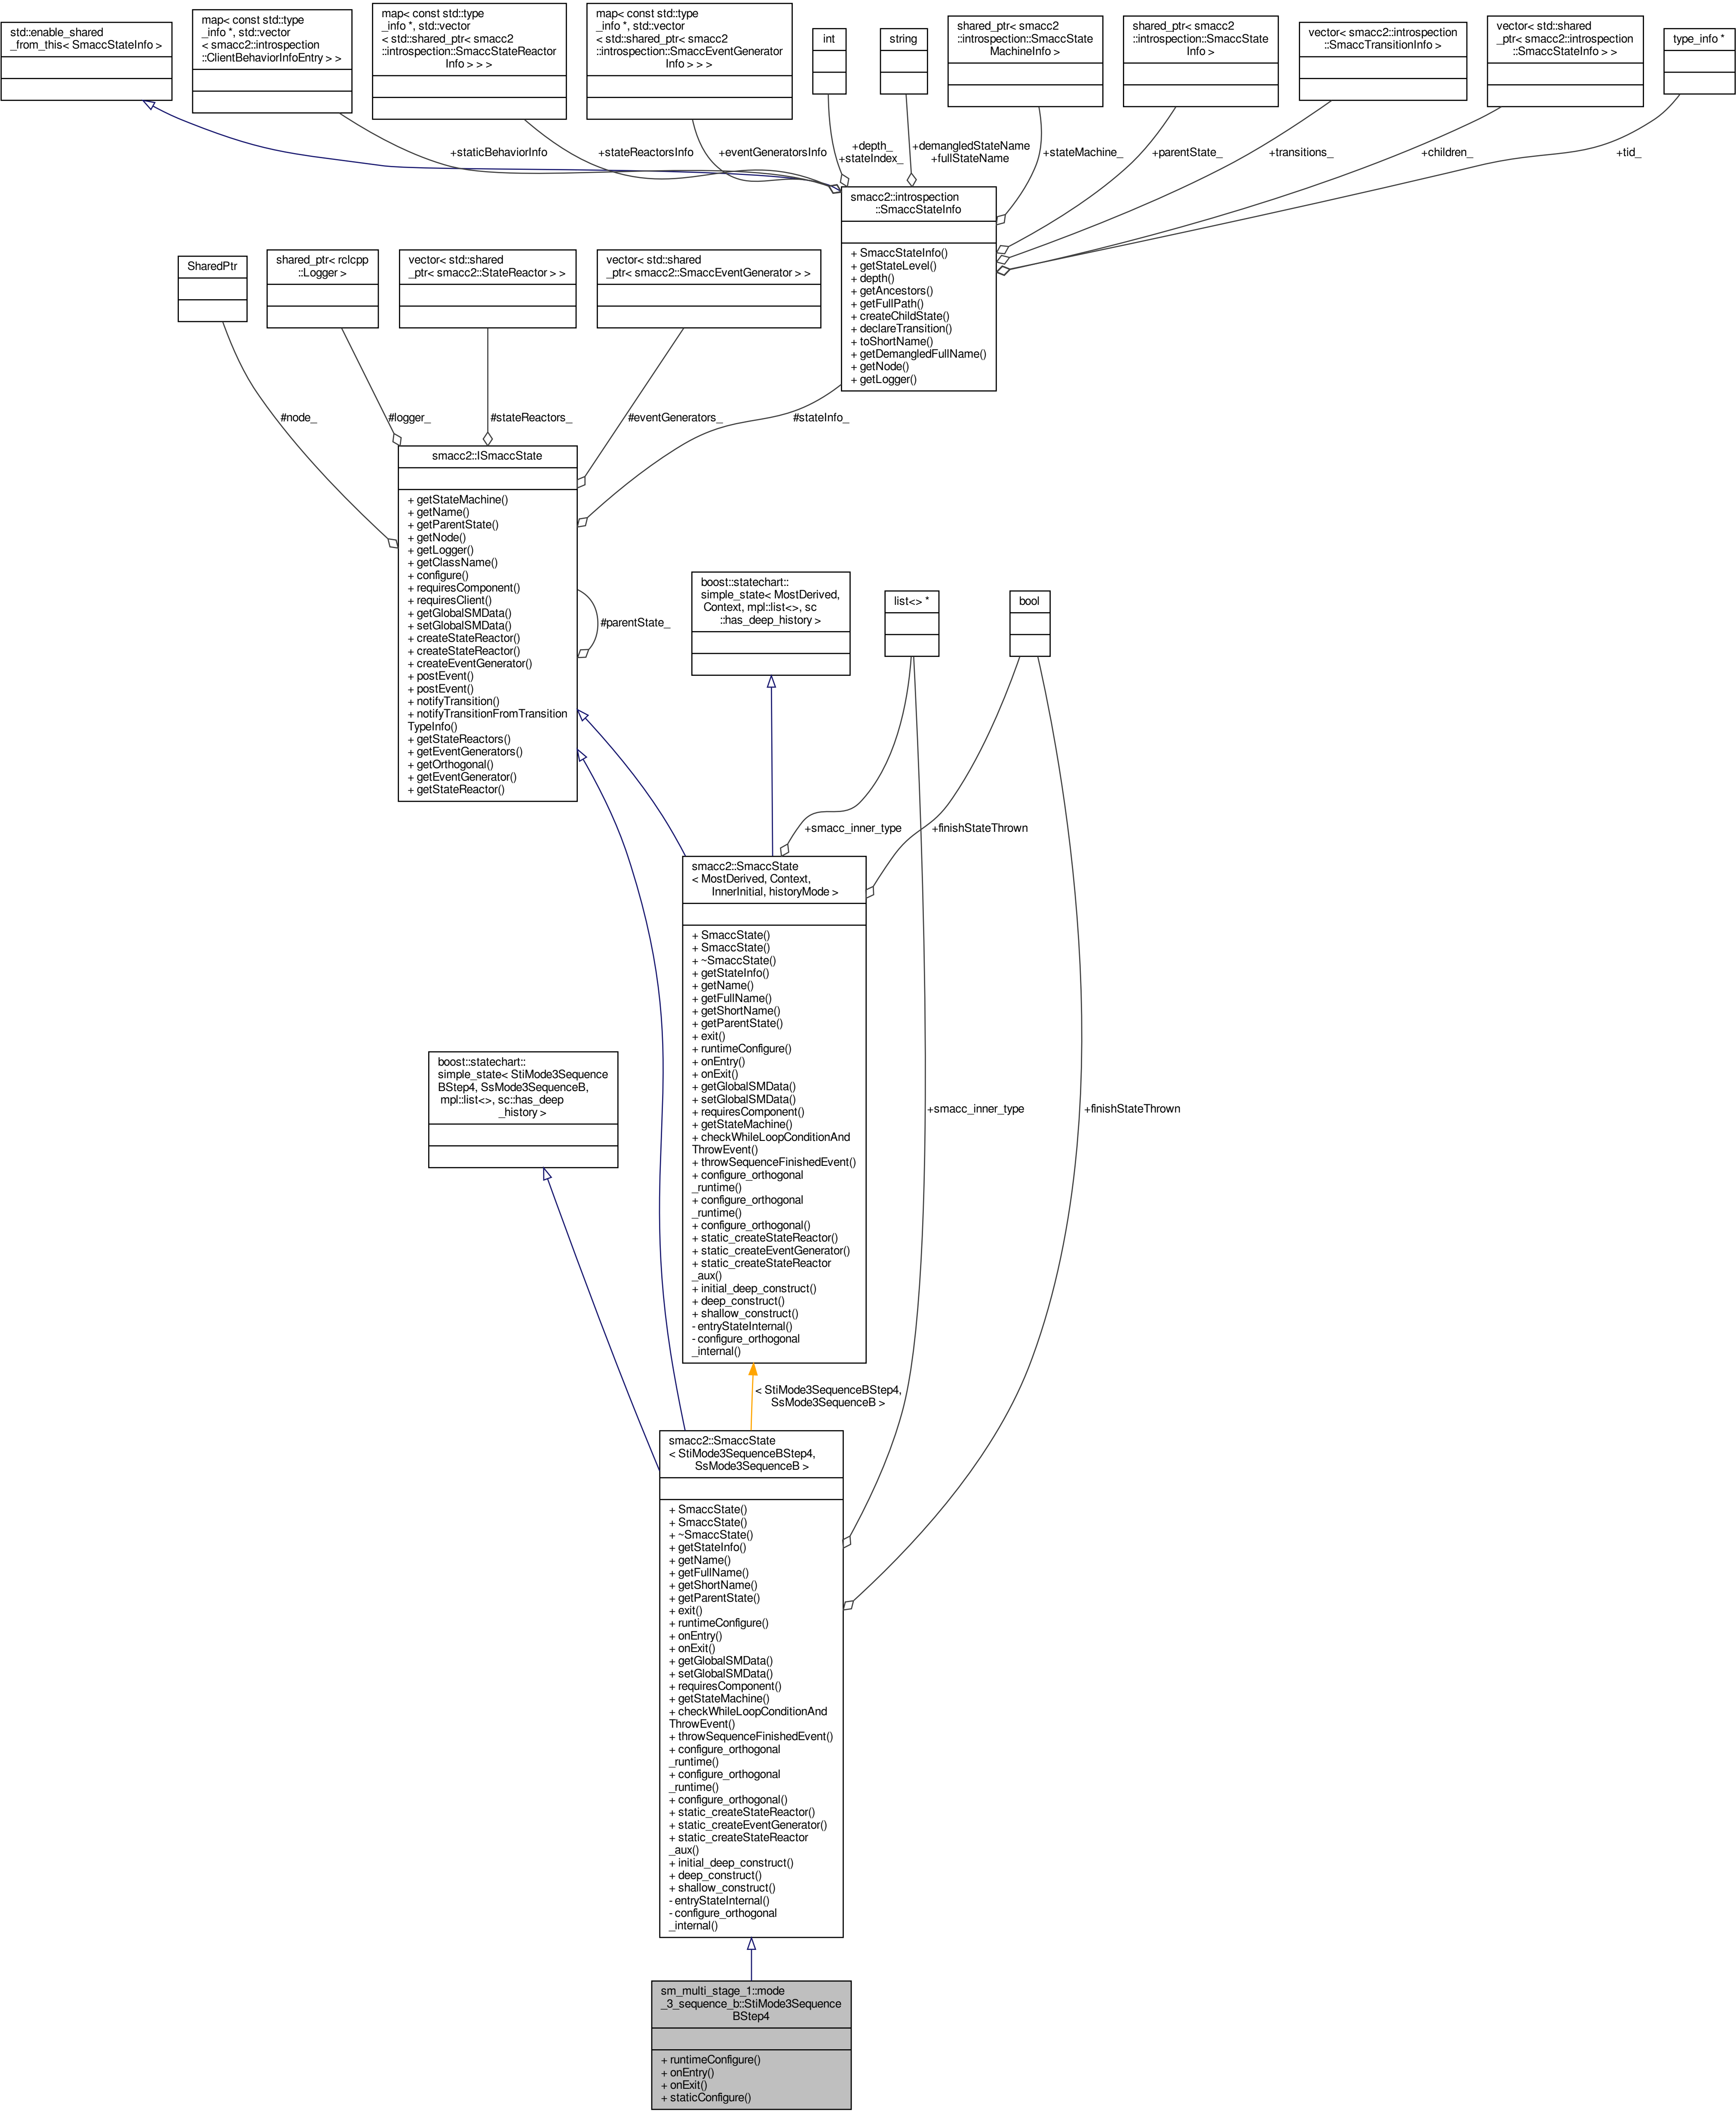 std::enable_shared
_from_this< SmaccStateInfo >
map< const std::type
_info *, std::vector
< smacc2::introspection
::ClientBehaviorInfoEntry > >
map< const std::type
_info *, std::vector
< std::shared_ptr< smacc2
::introspection::SmaccStateReactor
Info > > >
map< const std::type
_info *, std::vector
< std::shared_ptr< smacc2
::introspection::SmaccEventGenerator
Info > > >
int
string
shared_ptr< smacc2
::introspection::SmaccState
MachineInfo >
shared_ptr< smacc2
::introspection::SmaccState
Info >
vector< smacc2::introspection
::SmaccTransitionInfo >
vector< std::shared
_ptr< smacc2::introspection
::SmaccStateInfo > >
type_info *
+staticBehaviorInfo
+stateReactorsInfo
+eventGeneratorsInfo
+depth_
+stateIndex_
+demangledStateName
+fullStateName
+stateMachine_
+parentState_
+transitions_
+children_
+tid_
smacc2::introspection
::SmaccStateInfo
+ SmaccStateInfo()
+ getStateLevel()
+ depth()
+ getAncestors()
+ getFullPath()
+ createChildState()
+ declareTransition()
+ toShortName()
+ getDemangledFullName()
+ getNode()
+ getLogger()
SharedPtr
shared_ptr< rclcpp
::Logger >
vector< std::shared
_ptr< smacc2::StateReactor > >
vector< std::shared
_ptr< smacc2::SmaccEventGenerator > >
#node_
#logger_
#stateReactors_
#eventGenerators_
#stateInfo_
smacc2::ISmaccState
+ getStateMachine()
+ getName()
+ getParentState()
+ getNode()
+ getLogger()
+ getClassName()
+ configure()
+ requiresComponent()
+ requiresClient()
+ getGlobalSMData()
+ setGlobalSMData()
+ createStateReactor()
+ createStateReactor()
+ createEventGenerator()
+ postEvent()
+ postEvent()
+ notifyTransition()
+ notifyTransitionFromTransition
TypeInfo()
+ getStateReactors()
+ getEventGenerators()
+ getOrthogonal()
+ getEventGenerator()
+ getStateReactor()
#parentState_
boost::statechart::
simple_state< MostDerived,
Context, mpl::list<>, sc
::has_deep_history >
list<> *
bool
+smacc_inner_type
+finishStateThrown
smacc2::SmaccState
< MostDerived, Context,
InnerInitial, historyMode >
+ SmaccState()
+ SmaccState()
+ ~SmaccState()
+ getStateInfo()
+ getName()
+ getFullName()
+ getShortName()
+ getParentState()
+ exit()
+ runtimeConfigure()
+ onEntry()
+ onExit()
+ getGlobalSMData()
+ setGlobalSMData()
+ requiresComponent()
+ getStateMachine()
+ checkWhileLoopConditionAnd
ThrowEvent()
+ throwSequenceFinishedEvent()
+ configure_orthogonal
_runtime()
+ configure_orthogonal
_runtime()
+ configure_orthogonal()
+ static_createStateReactor()
+ static_createEventGenerator()
+ static_createStateReactor
_aux()
+ initial_deep_construct()
+ deep_construct()
+ shallow_construct()
- entryStateInternal()
- configure_orthogonal
_internal()
boost::statechart::
simple_state< StiMode3Sequence
BStep4, SsMode3SequenceB,
mpl::list<>, sc::has_deep
_history >
+smacc_inner_type
+finishStateThrown
< StiMode3SequenceBStep4,
SsMode3SequenceB >
smacc2::SmaccState
< StiMode3SequenceBStep4,
SsMode3SequenceB >
+ SmaccState()
+ SmaccState()
+ ~SmaccState()
+ getStateInfo()
+ getName()
+ getFullName()
+ getShortName()
+ getParentState()
+ exit()
+ runtimeConfigure()
+ onEntry()
+ onExit()
+ getGlobalSMData()
+ setGlobalSMData()
+ requiresComponent()
+ getStateMachine()
+ checkWhileLoopConditionAnd
ThrowEvent()
+ throwSequenceFinishedEvent()
+ configure_orthogonal
_runtime()
+ configure_orthogonal
_runtime()
+ configure_orthogonal()
+ static_createStateReactor()
+ static_createEventGenerator()
+ static_createStateReactor
_aux()
+ initial_deep_construct()
+ deep_construct()
+ shallow_construct()
- entryStateInternal()
- configure_orthogonal
_internal()
sm_multi_stage_1::mode
_3_sequence_b::StiMode3Sequence
BStep4
+ runtimeConfigure()
+ onEntry()
+ onExit()
+ staticConfigure()